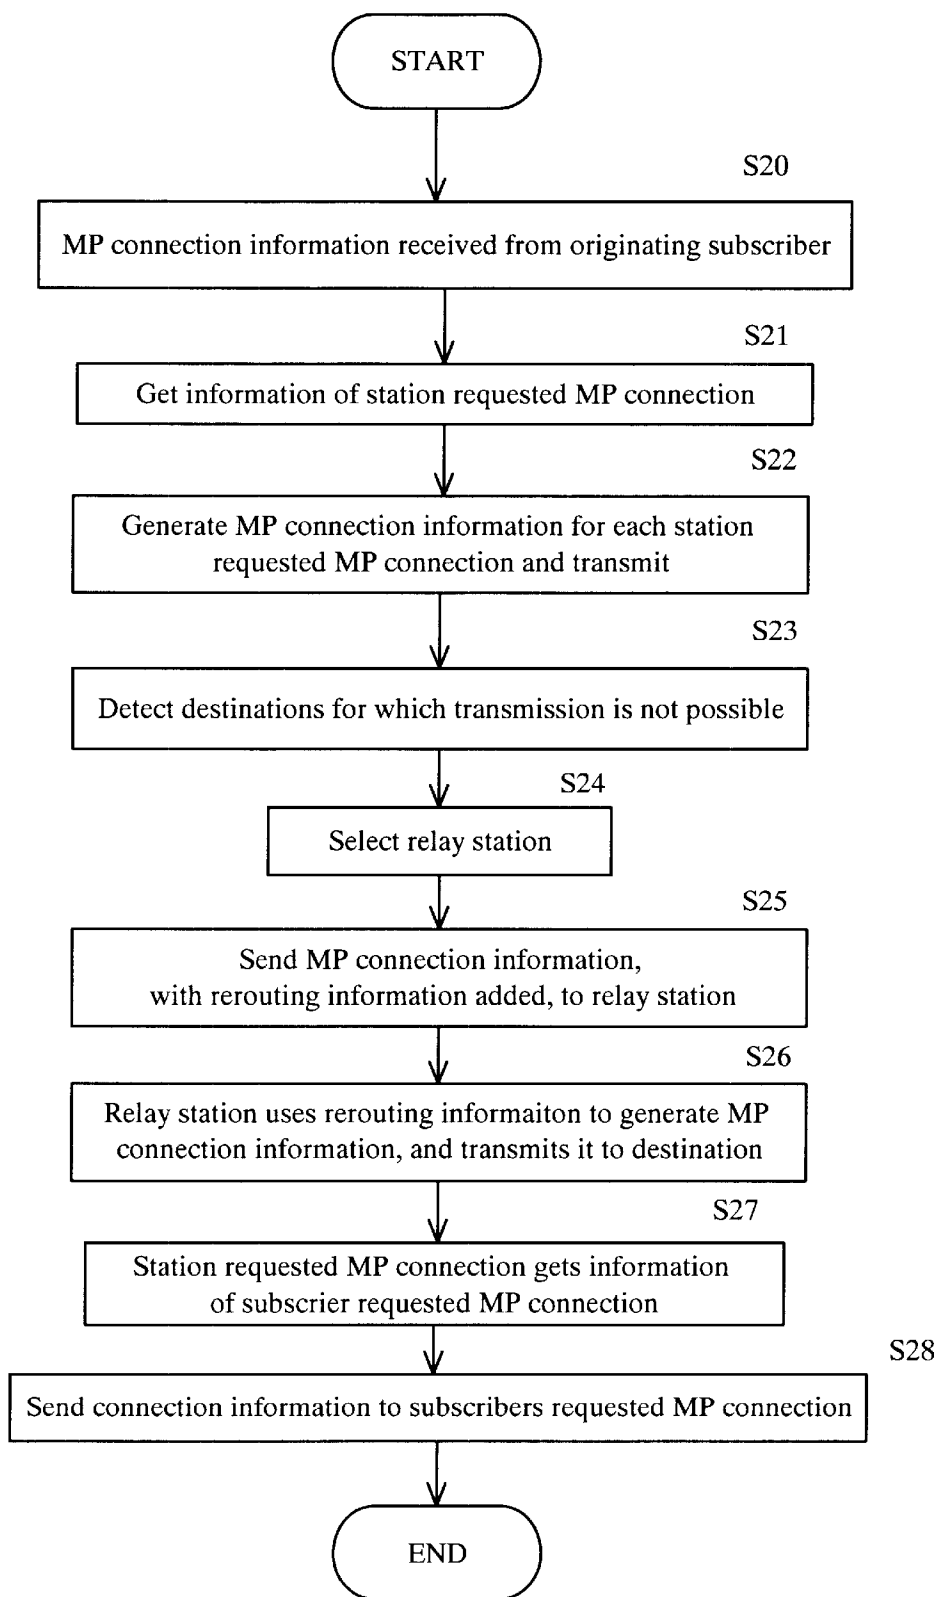 START
S20
MP connection information received from originating subscriber
S21
Get information of station requested MP connection
S22
Generate MP connection information for each station
requested MP connection and transmit
S23
Detect destinations for which transmission is not possible
S24
Select relay station
S25
Send MP connection information,
with rerouting information added, to relay station
S26
Relay station uses rerouting informaiton to generate MP
connection information, and transmits it to destination
S27
Station requested MP connection gets information
of subscrier requested MP connection
S28
Send connection information to subscribers requested MP connection
END